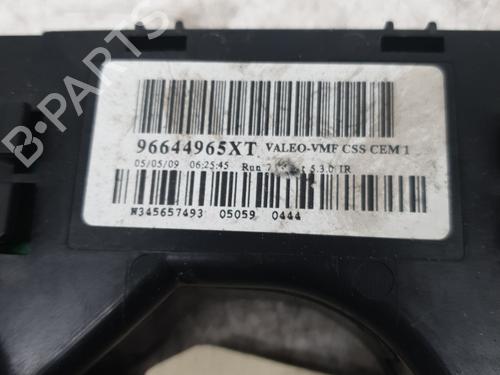 96644965XT VALEO-VMF CSS CEM 1
05/05/09 06:25:45 Run 5.3.0 IR
N345657493 05059 0444
B-PARTS